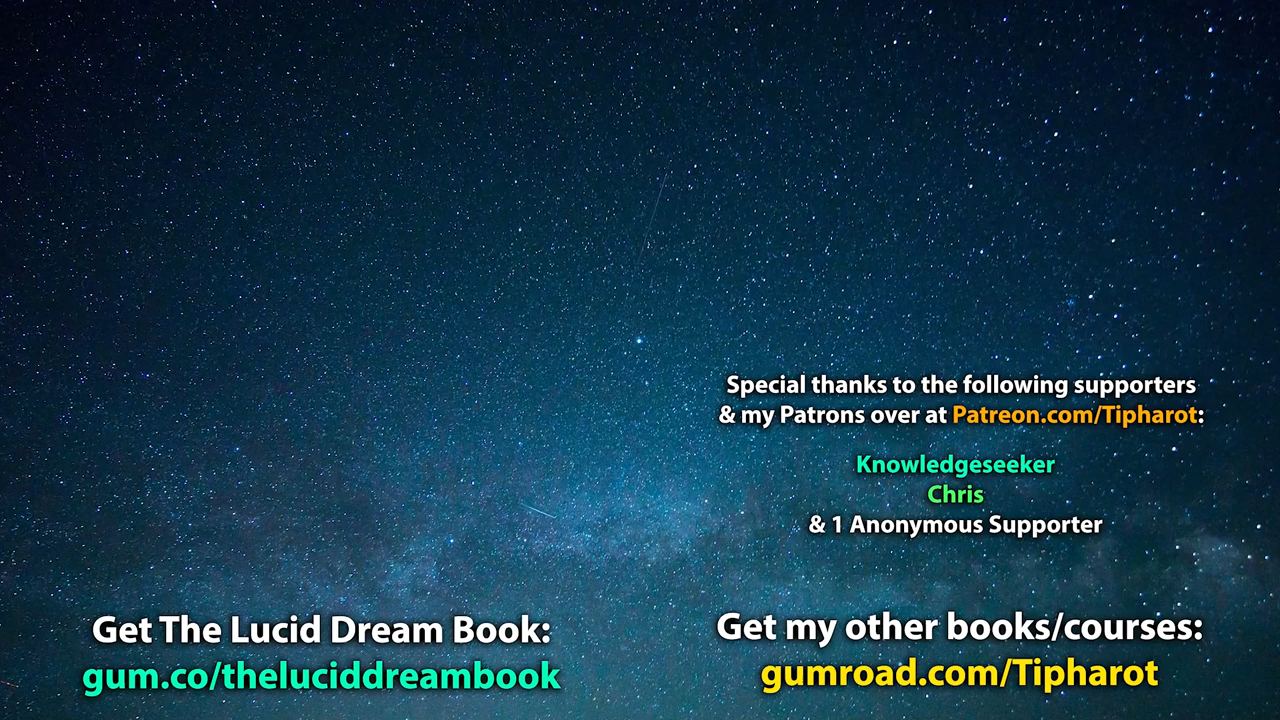 Special thanks to the following supporters
& my Patrons over at Patreon.com/Tipharot:
Knowledgeseeker
Chris
& 1 Anonymous Supporter
Get The Lucid Dream Book:
gum.co/theluciddreambook
Get my other books/courses:
gumroad.com/Tipharot